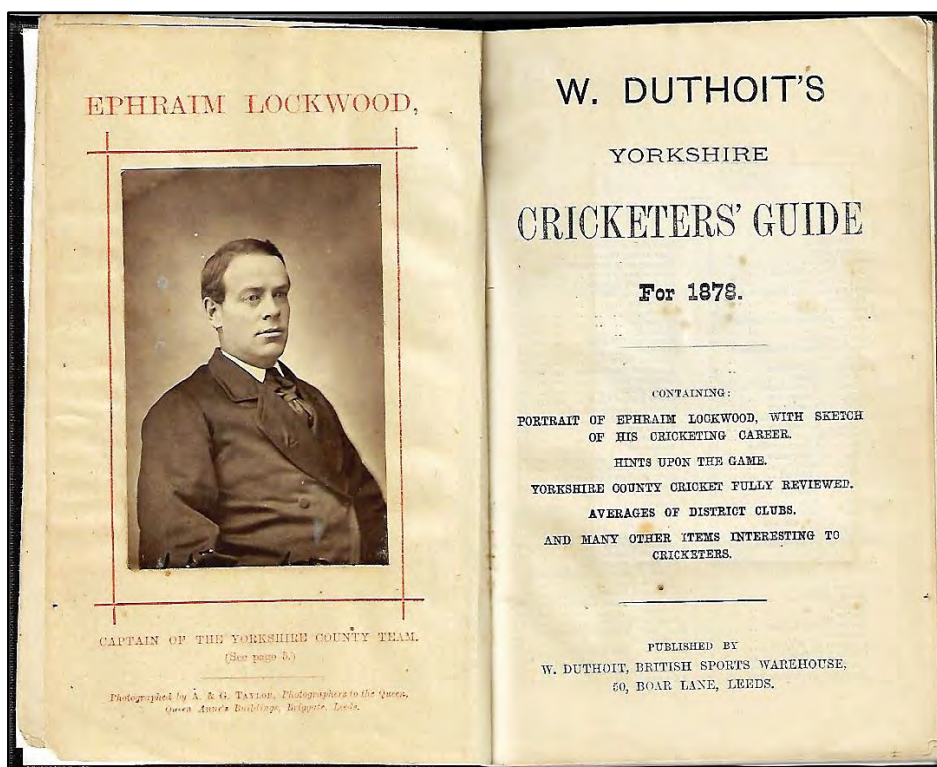 EPHRAIM LOCKWOOD,
CAPTAIN OF THE YORKSHIRE COUNTY TEAM.
(See page 5.)
Photographed by A. & G. TAYLOR, Photographers to the Queen,
Queen Anne's Buildings, Briggate, Leeds.
W. DUTHOIT'S
YORKSHIRE
CRICKETERS' GUIDE
For 1878.
CONTAINING:
PORTRAIT OF EPHRAIM LOCKWOOD, WITH SKETCH
OF HIS CRICKETING CAREER.
HINTS UPON THE GAME.
YORKSHIRE COUNTY CRICKET FULLY REVIEWED.
AVERAGES OF DISTRICT CLUBS.
AND MANY OTHER ITEMS INTERESTING TO
CRICKETERS.
PUBLISHED BY
W. DUTHOIT, BRITISH SPORTS WAREHOUSE,
50, BOAR LANE, LEEDS.